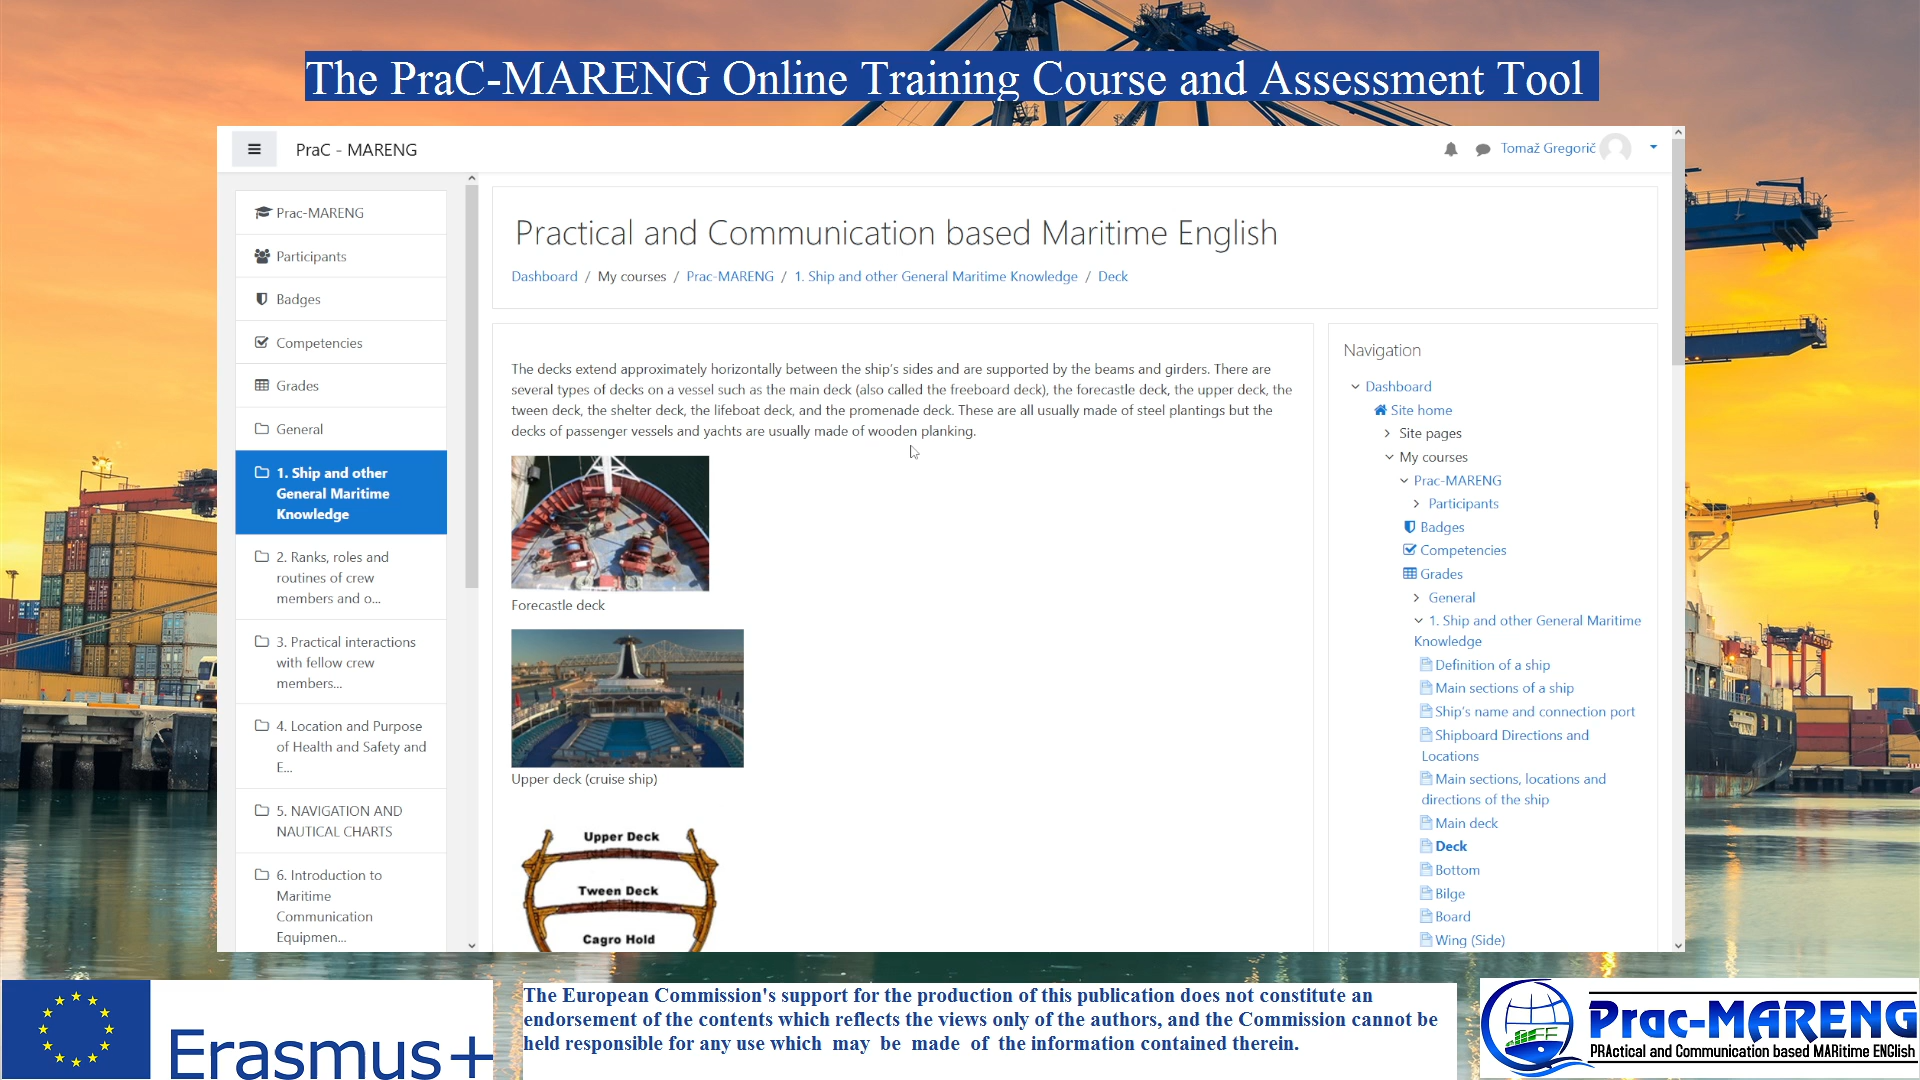 The PraC-MARENG Online Training Course and Assessment Tool
PraC - MARENG
Tomaž Gregorič
Prac-MARENG
Participants
Badges
Competencies
Grades
General
1. Ship and other
General Maritime
Knowledge
2. Ranks, roles and
routines of crew
members and o...
3. Practical interactions
with fellow crew
members...
4. Location and Purpose
of Health and Safety and
E...
5. NAVIGATION AND
NAUTICAL CHARTS
6. Introduction to
Maritime
Communication
Equipmen...
Practical and Communication based Maritime English
Dashboard / My courses / Prac-MARENG / 1. Ship and other General Maritime Knowledge / Deck
The decks extend approximately horizontally between the ship's sides and are supported by the beams and girders. There are
several types of decks on a vessel such as the main deck (also called the freeboard deck), the forecastle deck, the upper deck, the
tween deck, the shelter deck, the lifeboat deck, and the promenade deck. These are all usually made of steel plantings but the
decks of passenger vessels and yachts are usually made of wooden planking.
Forecastle deck
Upper deck (cruise ship)
Upper Deck
Tween Deck
Cagro Hold
Navigation
Dashboard
Site home
Site pages
My courses
Prac-MARENG
Participants
Badges
Competencies
Grades
General
1. Ship and other General Maritime
Knowledge
Definition of a ship
Main sections of a ship
Ship's name and connection port
Shipboard Directions and
Locations
Main sections, locations and
directions of the ship
Main deck
Deck
Bottom
Bilge
Board
Wing (Side)
Erasmus+
The European Commission's support for the production of this publication does not constitute an
endorsement of the contents which reflects the views only of the authors, and the Commission cannot be
held responsible for any use which may be made of the information contained therein.
Prac-MARENG
PRActical and Communication based MARitime ENGlish